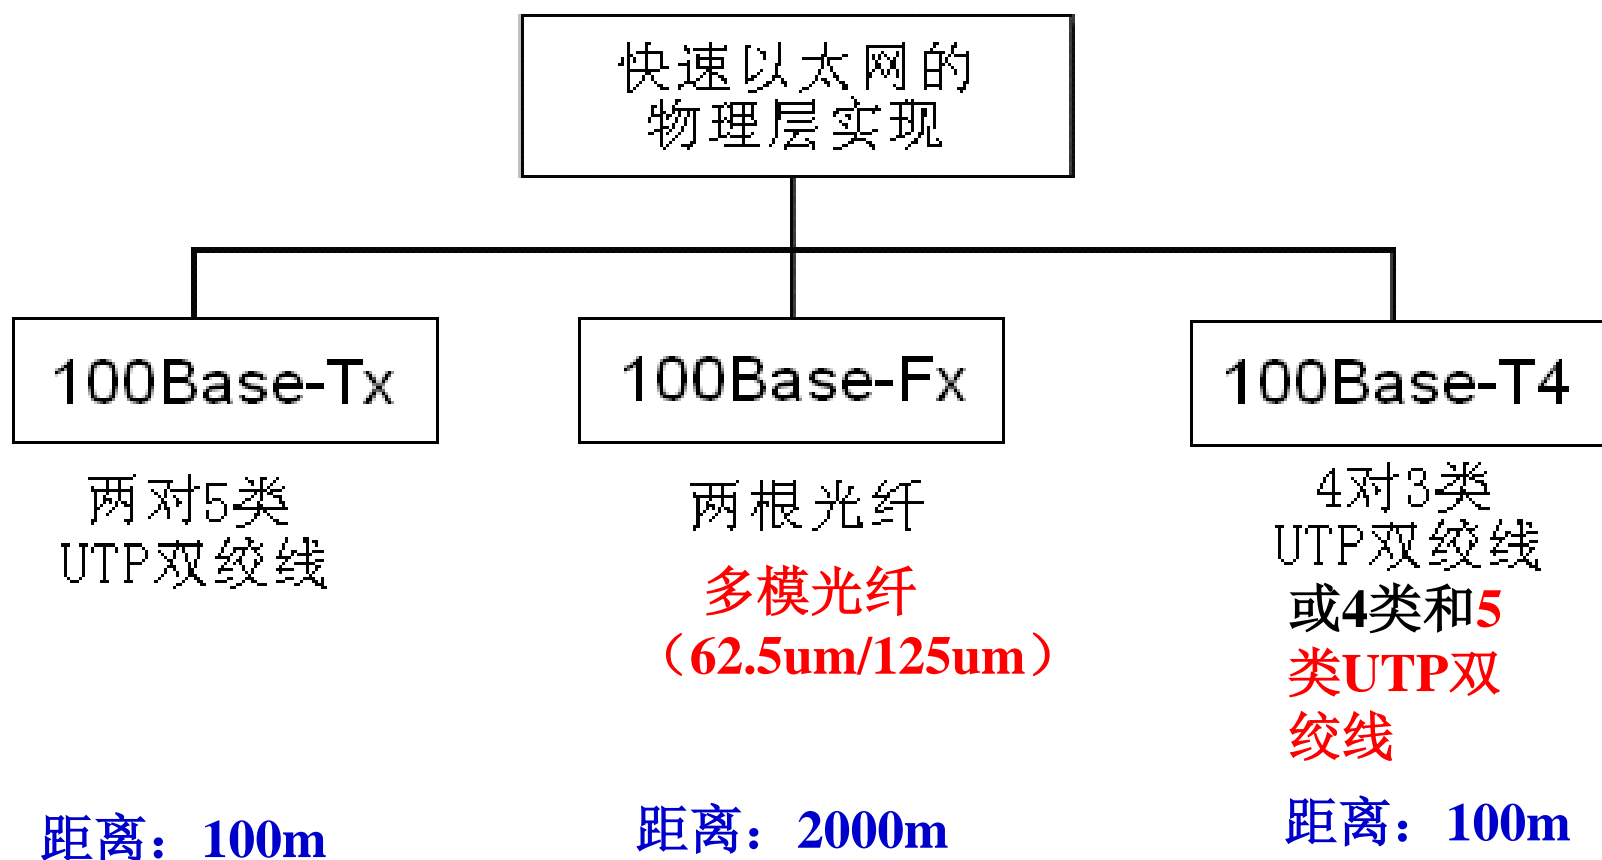 快速以太网的
物理层实现
100Base-Tx
两对5类
UTP双绞线
距离：100m
100Base-Fx
两根光纤
多模光纤
（62.5um/125um）
距离：2000m
100Base-T4
4对3类
UTP双绞线
或4类和5
类UTP双
绞线
距离：100m